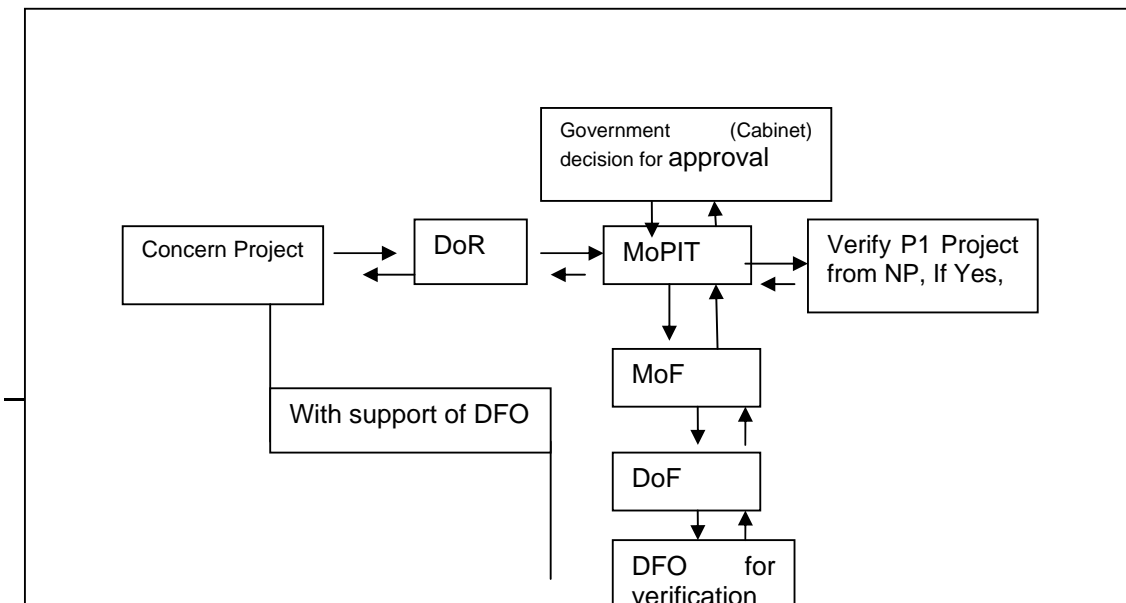 Government (Cabinet)
decision for approval
Concern Project
DoR
MoPIT
Verify P1 Project
from NP, If Yes,
MoF
With support of DFO
DoF
DFO for
verification